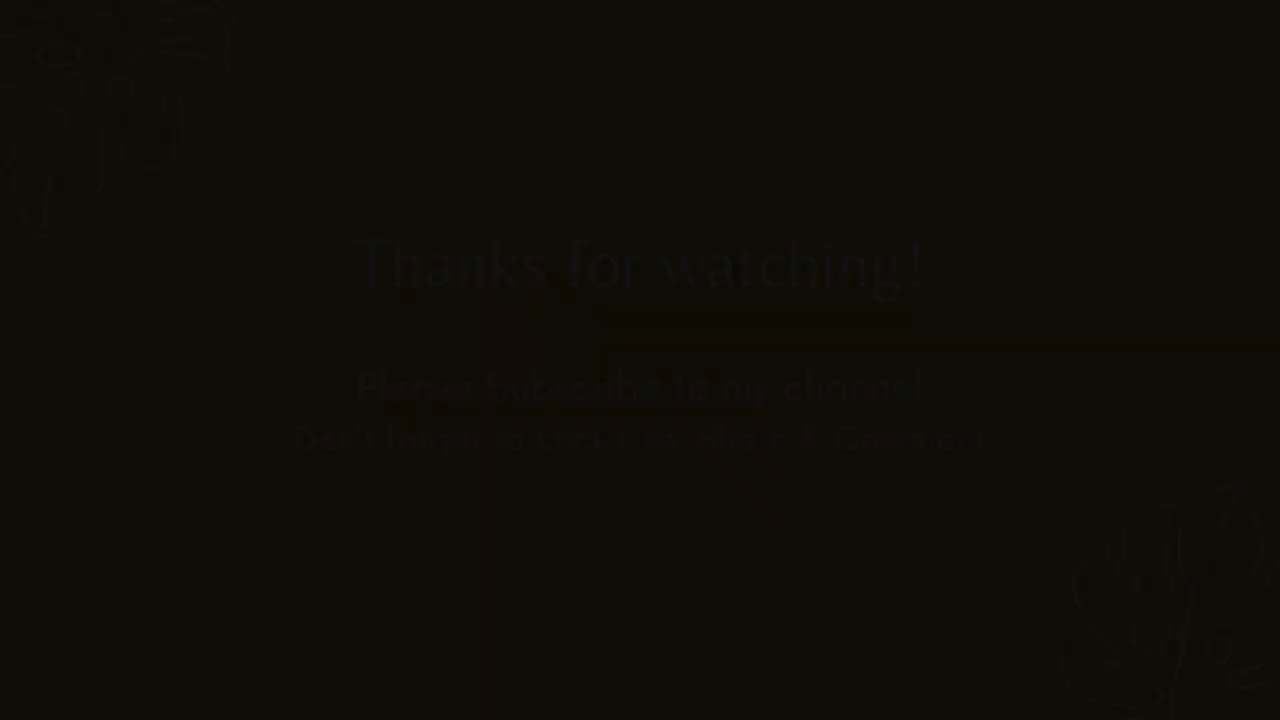 Thanks for watching!
Please Subscribe to my channel
Don't forget to click Like, Share & Comment